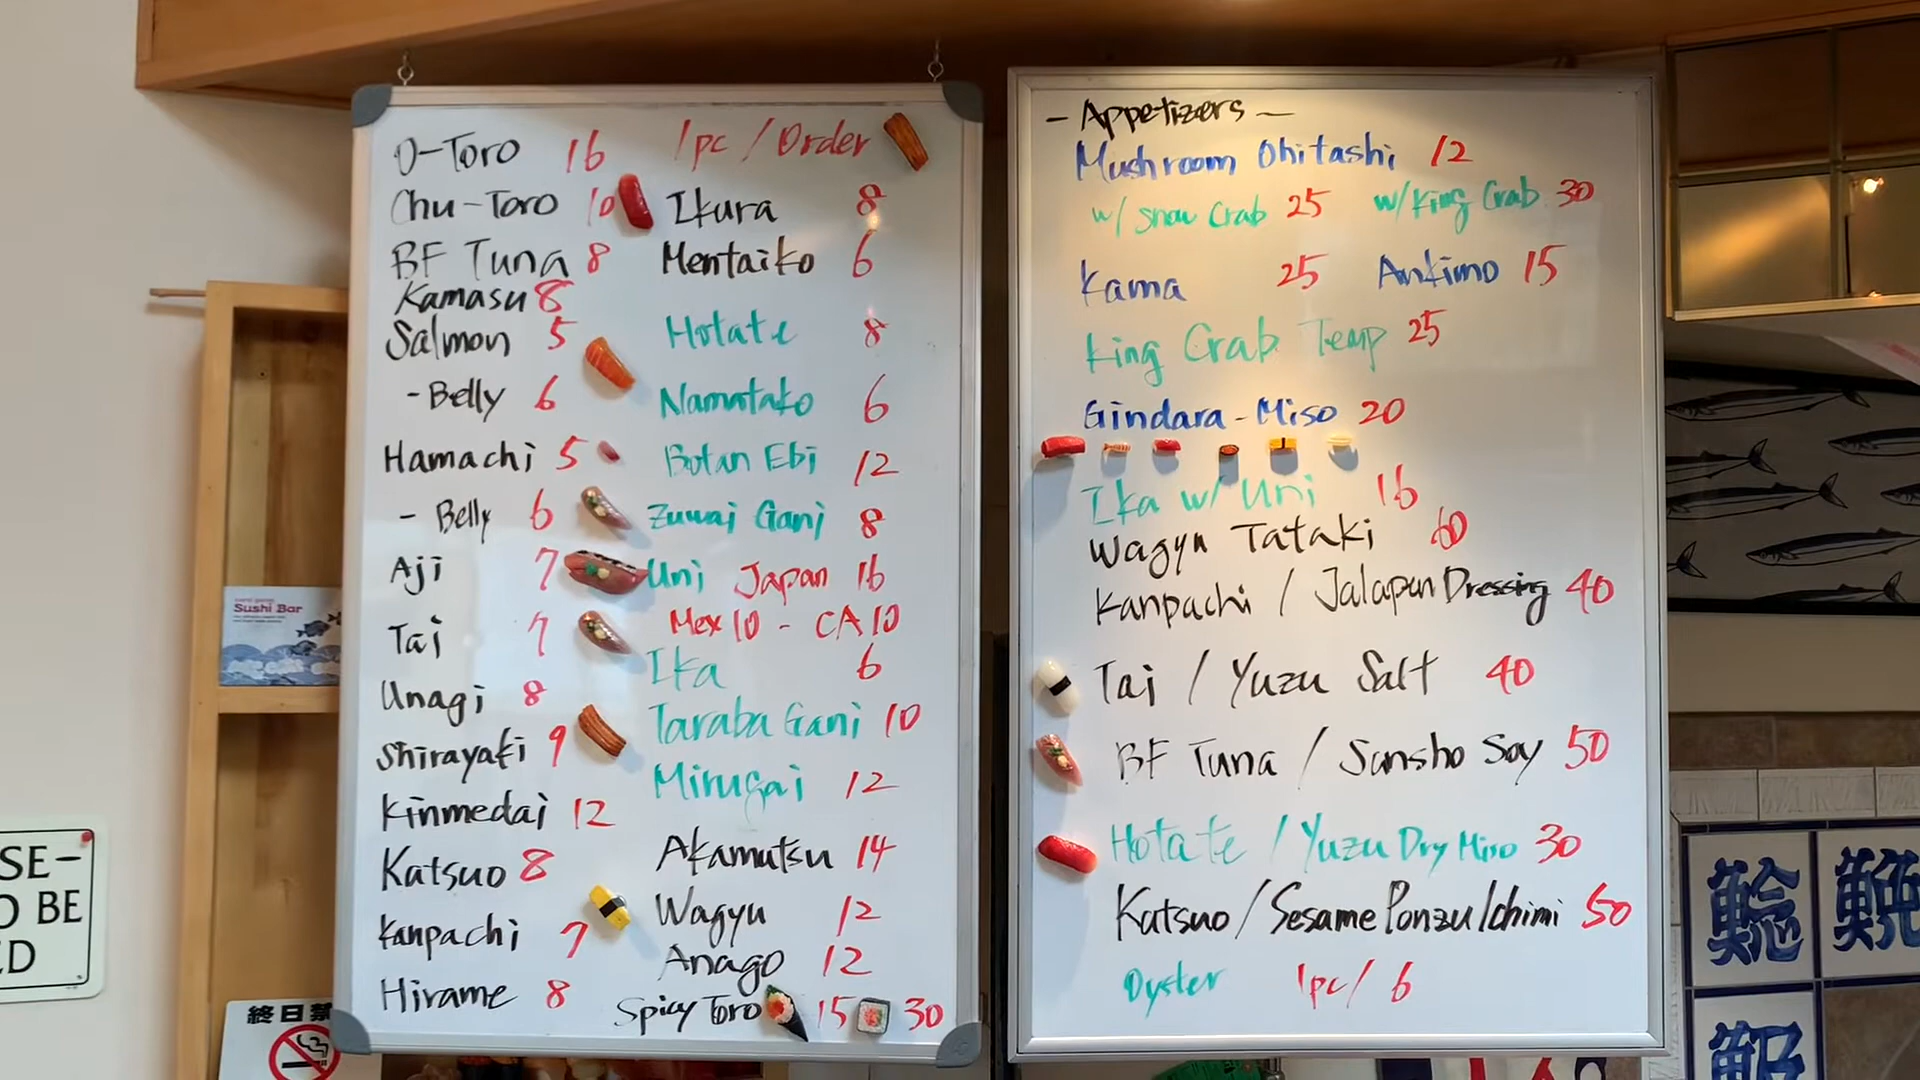 O-Toro 16
Chu-Toro 10
BF Tuna 8
Kamasu 8
Salmon 5
- Belly 6
Hamachi 5
- Belly 6
Aji 7
Tai 7
Unagi 8
Shirayaki 9
Kinmedai 12
Katsuo 8
Kanpachi 7
Hirame 8
1pc / Order
Ikura 8
Mentaiko 6
Hotate 8
Namatako 6
Botan Ebi 12
Zuwai Gani 8
Uni Japan 16
Mex 10 - CA 10
Ika 6
Taraba Gani 10
Mirugai 12
Akamutsu 14
Wagyu 12
Anago 12
Spicy Toro 15 30
- Appetizers -
Mushroom Ohitashi 12
w/ Snow Crab 25 w/ King Crab 30
Kama 25 Ankimo 15
King Crab Temp 25
Gindara - Miso 20
Ika w/ Uni 16
Wagyu Tataki 60
Kanpachi / Jalapen Dressing 40
Tai / Yuzu Salt 40
BF Tuna / Sansho Soy 50
Hotate / Yuzu Dry Miso 30
Katsuo / Sesame Ponzu Ichimi 50
Oyster 1pc / 6
Sushi Bar
SE-
O BE
ED
終日禁
鯰 鮸